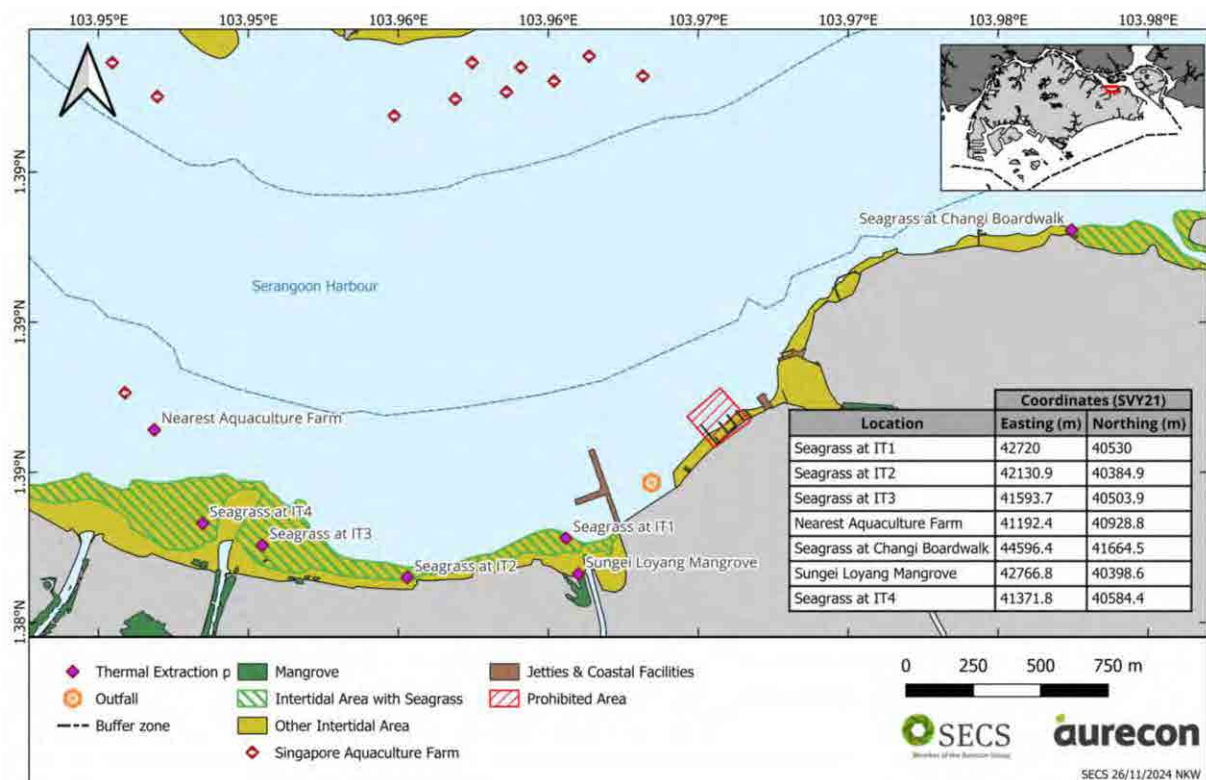 103.95°E 103.95°E 103.96°E 103.96°E 103.97°E 103.97°E 103.98°E 103.98°E
1.39°N
Seagrass at Changi Boardwalk
Serangoon Harbour
1.39°N
Nearest Aquaculture Farm
Coordinates (SVY21)
Location Easting (m) Northing (m)
Seagrass at IT1 42720 40530
Seagrass at IT2 42130.9 40384.9
Seagrass at IT3 41593.7 40503.9
Nearest Aquaculture Farm 41192.4 40928.8
Seagrass at Changi Boardwalk 44596.4 41664.5
Sungei Loyang Mangrove 42766.8 40398.6
Seagrass at IT4 41371.8 40584.4
1.39°N
Seagrass at IT4
Seagrass at IT3
Seagrass at IT1
Seagrass at IT2
Sungei Loyang Mangrove
1.38°N
Thermal Extraction p
Outfall
Buffer zone
Mangrove
Intertidal Area with Seagrass
Other Intertidal Area
Singapore Aquaculture Farm
Jetties & Coastal Facilities
Prohibited Area
0 250 500 750 m
SECS
Member of the Aurecon Group
aurecon
SECS 26/11/2024 NKW